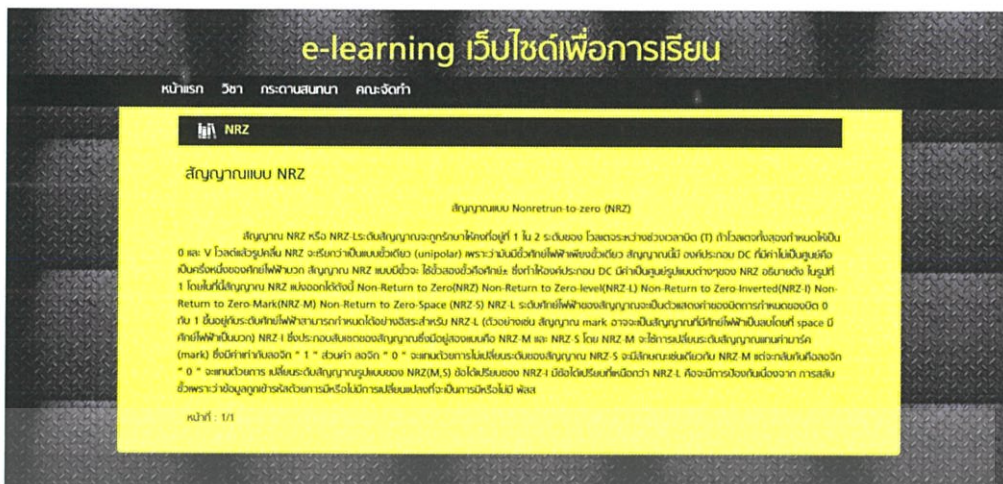 e-learning เว็บไซต์เพื่อการเรียน
หน้าแรก วิชา กระดานสนทนา คณะจัดทำ
NRZ
สัญญาณแบบ NRZ
สัญญาณแบบ Nonretrun-to-zero (NRZ)
สัญญาณ NRZ หรือ NRZ-Lระดับสัญญาณจะถูกรักษาให้คงที่อยู่ที่ 1 ใน 2 ระดับของ โวลเตจระหว่างช่วงเวลาบิต (T) ถ้าโวลเตจทั้งสองกำหนดให้เป็น
0 และ V โวลต์แล้วรูปคลื่น NRZ จะเรียกว่าเป็นแบบขั้วเดียว (unipolar) เพราะว่ามันมีขั้วศักย์ไฟฟ้าเพียงขั้วเดียว สัญญาณนี้มี องค์ประกอบ DC ที่มีค่าไม่เป็นศูนย์คือ
เป็นครึ่งหนึ่งของศักย์ไฟฟ้าบวก สัญญาณ NRZ แบบมีขั้วจะ ใช้ขั้วสองขั้วคือศักย์± ซึ่งทำให้องค์ประกอบ DC มีค่าเป็นศูนย์รูปแบบต่างๆของ NRZ อธิบายดัง ในรูปที่
1 โดยในที่นี้สัญญาณ NRZ แบ่งออกได้ดังนี้ Non-Return to Zero(NRZ) Non-Return to Zero-level(NRZ-L) Non-Return to Zero-Inverted(NRZ-I) Non-
Return to Zero-Mark(NRZ-M) Non-Return to Zero-Space (NRZ-S) NRZ-L ระดับศักย์ไฟฟ้าของสัญญาณจะเป็นตัวแสดงค่าของบิตการกำหนดของบิต 0
กับ 1 ขึ้นอยู่กับระดับศักย์ไฟฟ้าสามารถกำหนดได้อย่างอิสระสำหรับ NRZ-L (ตัวอย่างเช่น สัญญาณ mark อาจจะเป็นสัญญาณที่มีศักย์ไฟฟ้าเป็นลบโดยที่ space มี
ศักย์ไฟฟ้าเป็นบวก) NRZ-I ซึ่งประกอบสับเซตของสัญญาณซึ่งมีอยู่สองแบบคือ NRZ-M และ NRZ-S โดย NRZ-M จะใช้การเปลี่ยนระดับสัญญาณแทนค่ามาร์ค
(mark) ซึ่งมีค่าเท่ากับลอจิก " 1 " ส่วนค่า ลอจิก " 0 " จะแทนด้วยการไม่เปลี่ยนระดับของสัญญาณ NRZ-S จะมีลักษณะเช่นเดียวกับ NRZ-M แต่จะกลับกันคือลอจิก
" 0 " จะแทนด้วยการ เปลี่ยนระดับสัญญาณรูปแบบของ NRZ(M,S) ข้อได้เปรียบของ NRZ-I มีข้อได้เปรียบที่เหนือกว่า NRZ-L คือจะมีการป้องกันเนื่องจาก การสลับ
ขั้วเพราะว่าข้อมูลถูกเข้ารหัสด้วยการมีหรือไม่มีการเปลี่ยนแปลงที่จะเป็นการมีหรือไม่มี พัลส
หน้าที่ : 1/1